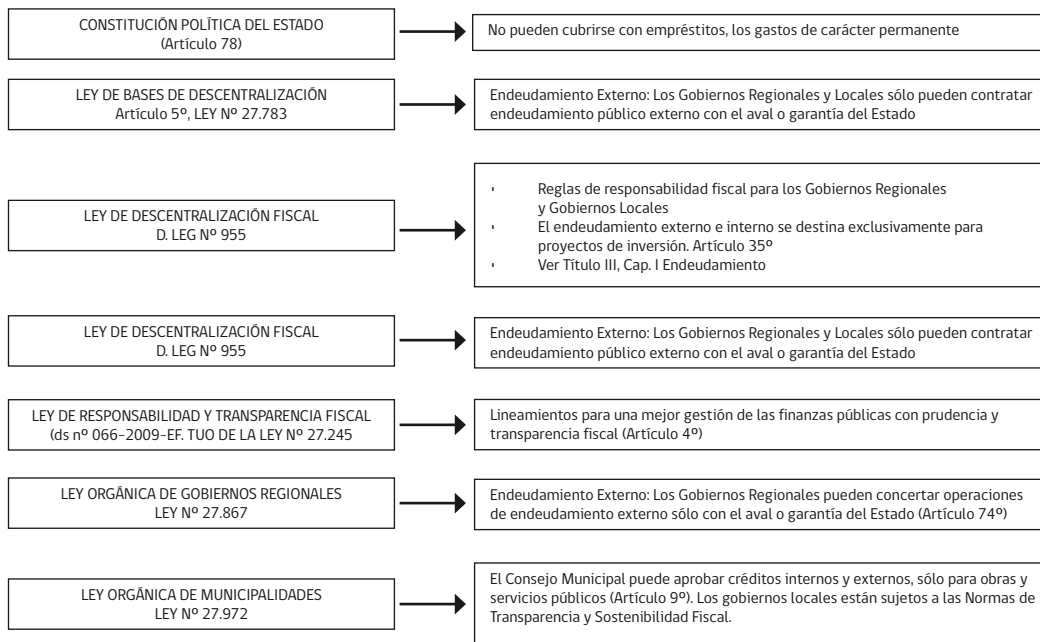 CONSTITUCIÓN POLÍTICA DEL ESTADO
(Artículo 78)
No pueden cubrirse con empréstitos, los gastos de carácter permanente
LEY DE BASES DE DESCENTRALIZACIÓN
Artículo 5º, LEY Nº 27.783
Endeudamiento Externo: Los Gobiernos Regionales y Locales sólo pueden contratar
endeudamiento público externo con el aval o garantía del Estado
LEY DE DESCENTRALIZACIÓN FISCAL
D. LEG Nº 955
' Reglas de responsabilidad fiscal para los Gobiernos Regionales
y Gobiernos Locales
' El endeudamiento externo e interno se destina exclusivamente para
proyectos de inversión. Artículo 35º
' Ver Título III, Cap. I Endeudamiento
LEY DE DESCENTRALIZACIÓN FISCAL
D. LEG Nº 955
Endeudamiento Externo: Los Gobiernos Regionales y Locales sólo pueden contratar
endeudamiento público externo con el aval o garantía del Estado
LEY DE RESPONSABILIDAD Y TRANSPARENCIA FISCAL
(ds nº 066-2009-EF. TUO DE LA LEY Nº 27.245
Lineamientos para una mejor gestión de las finanzas públicas con prudencia y
transparencia fiscal (Artículo 4º)
LEY ORGÁNICA DE GOBIERNOS REGIONALES
LEY Nº 27.867
Endeudamiento Externo: Los Gobiernos Regionales pueden concertar operaciones
de endeudamiento externo sólo con el aval o garantía del Estado (Artículo 74º)
LEY ORGÁNICA DE MUNICIPALIDADES
LEY Nº 27.972
El Consejo Municipal puede aprobar créditos internos y externos, sólo para obras y
servicios públicos (Artículo 9º). Los gobiernos locales están sujetos a las Normas de
Transparencia y Sostenibilidad Fiscal.